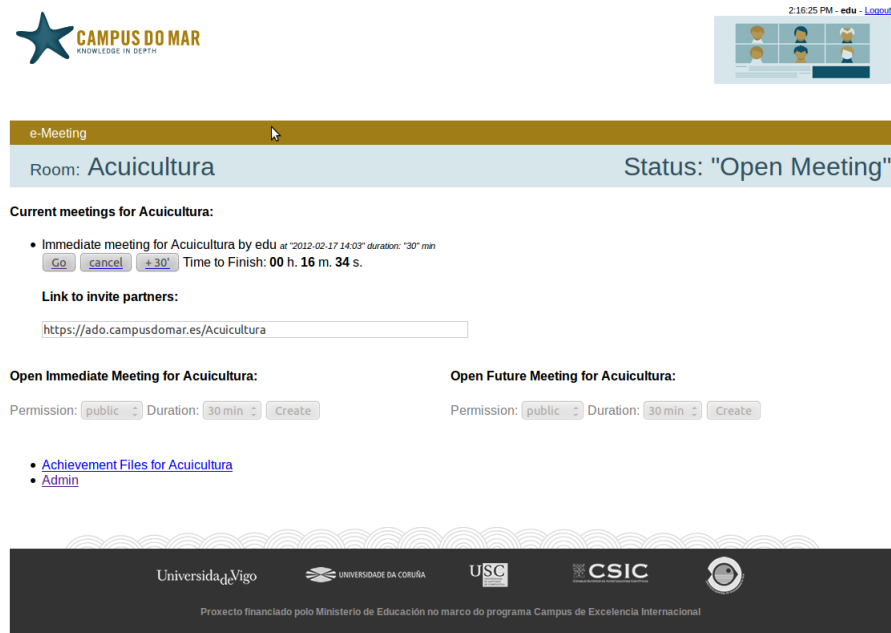 2:16:25 PM - edu - Logout
CAMPUS DO MAR
KNOWLEDGE IN DEPTH
e-Meeting
Room: Acuicultura Status: "Open Meeting"
Current meetings for Acuicultura:
Immediate meeting for Acuicultura by edu at "2012-02-17 14:03" duration: "30" min
Go cancel + 30' Time to Finish: 00 h. 16 m. 34 s.
Link to invite partners:
https://ado.campusdomar.es/Acuicultura
Open Immediate Meeting for Acuicultura: Open Future Meeting for Acuicultura:
Permission: public Duration: 30 min Create Permission: public Duration: 30 min Create
Achievement Files for Acuicultura
Admin
UniversidadeVigo UNIVERSIDADE DA CORUÑA USC CSIC
Proxecto financiado polo Ministerio de Educación no marco do programa Campus de Excelencia Internacional